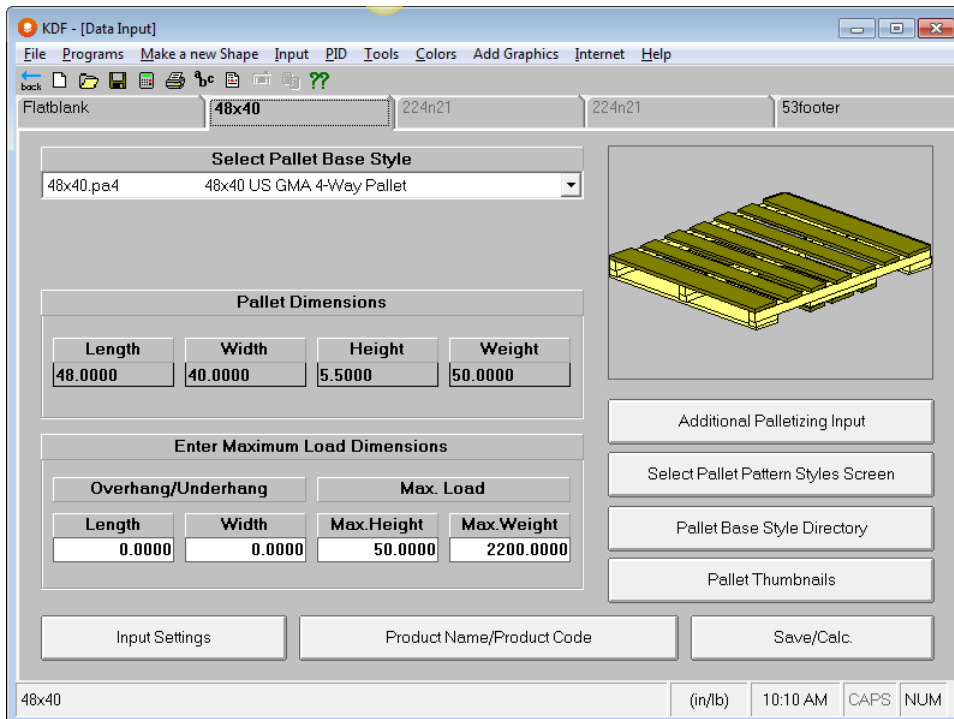 KDF - [Data Input]
File Programs Make a new Shape Input PID Tools Colors Add Graphics Internet Help
back abc ??
Flatblank 48x40 224n21 224n21 53footer
Select Pallet Base Style
48x40.pa4 48x40 US GMA 4-Way Pallet
Pallet Dimensions
Length Width Height Weight
48.0000 40.0000 5.5000 50.0000
Additional Palletizing Input
Enter Maximum Load Dimensions
Select Pallet Pattern Styles Screen
Overhang/Underhang Max. Load
Length Width Max.Height Max.Weight
Pallet Base Style Directory
0.0000 0.0000 50.0000 2200.0000
Pallet Thumbnails
Input Settings Product Name/Product Code Save/Calc.
48x40 (in/lb) 10:10 AM CAPS NUM